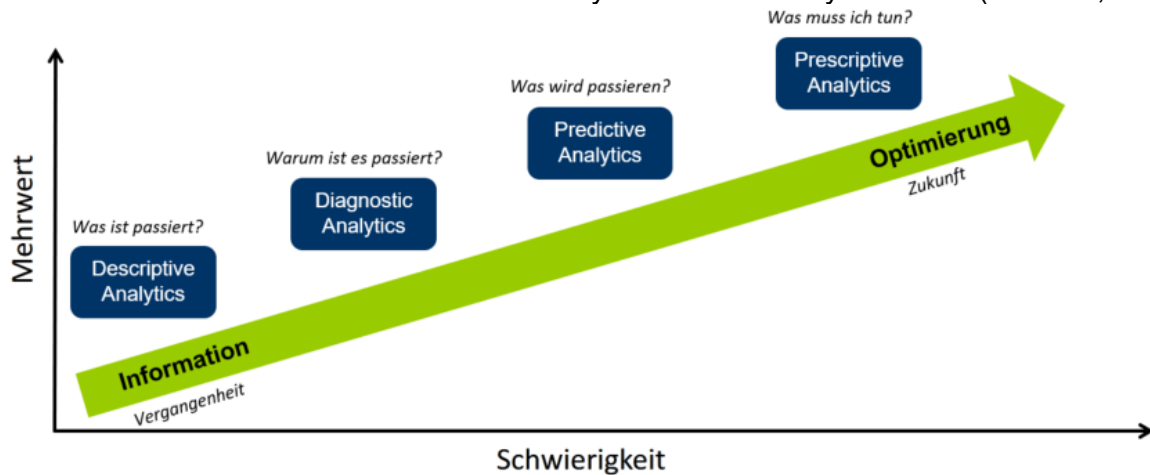 Was muss ich tun?
Prescriptive
Analytics
Was wird passieren?
Predictive
Analytics
Optimierung
Zukunft
Warum ist es passiert?
Diagnostic
Analytics
Was ist passiert?
Descriptive
Analytics
Information
Vergangenheit
Mehrwert
Schwierigkeit